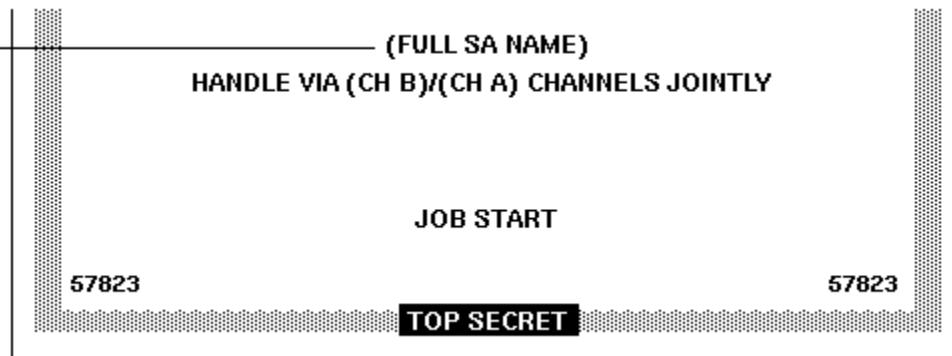 (FULL SA NAME)
HANDLE VIA (CH B)/(CH A) CHANNELS JOINTLY
JOB START
57823 57823
TOP SECRET